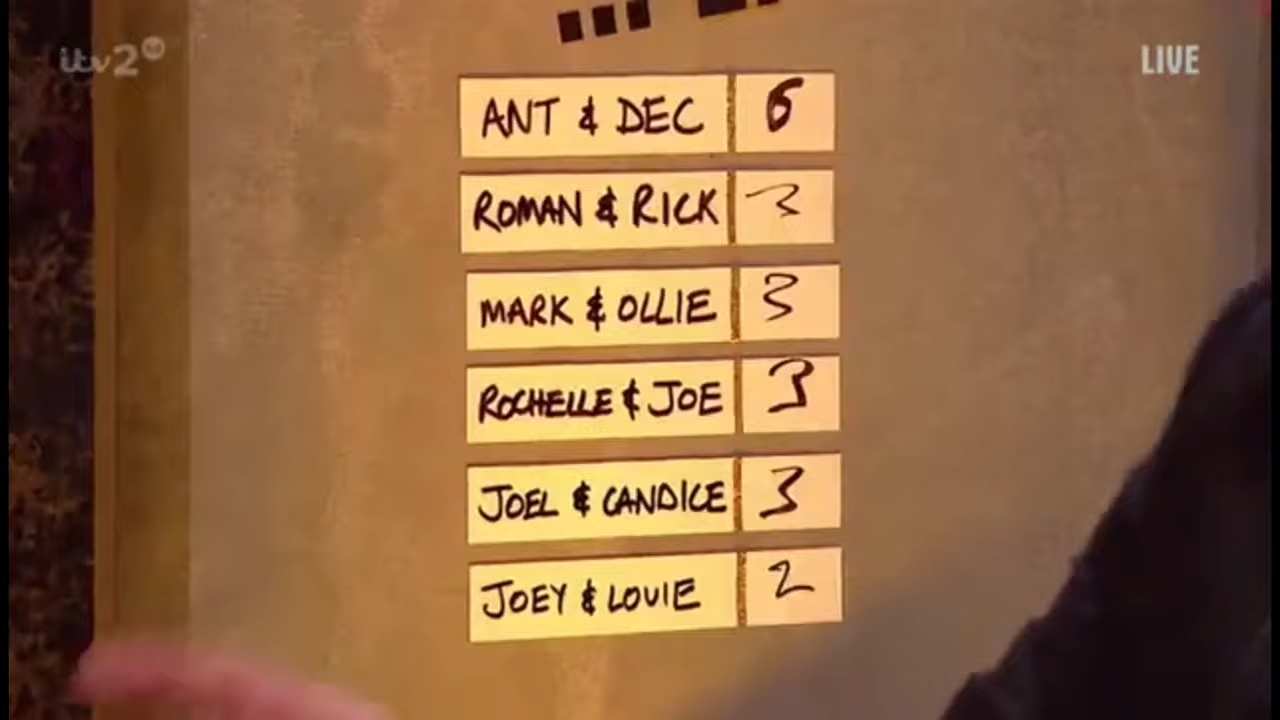 itv2
LIVE
ANT & DEC 6
ROMAN & RICK 3
MARK & OLLIE 3
ROCHELLE & JOE 3
JOEL & CANDICE 3
JOEY & LOUIE 2